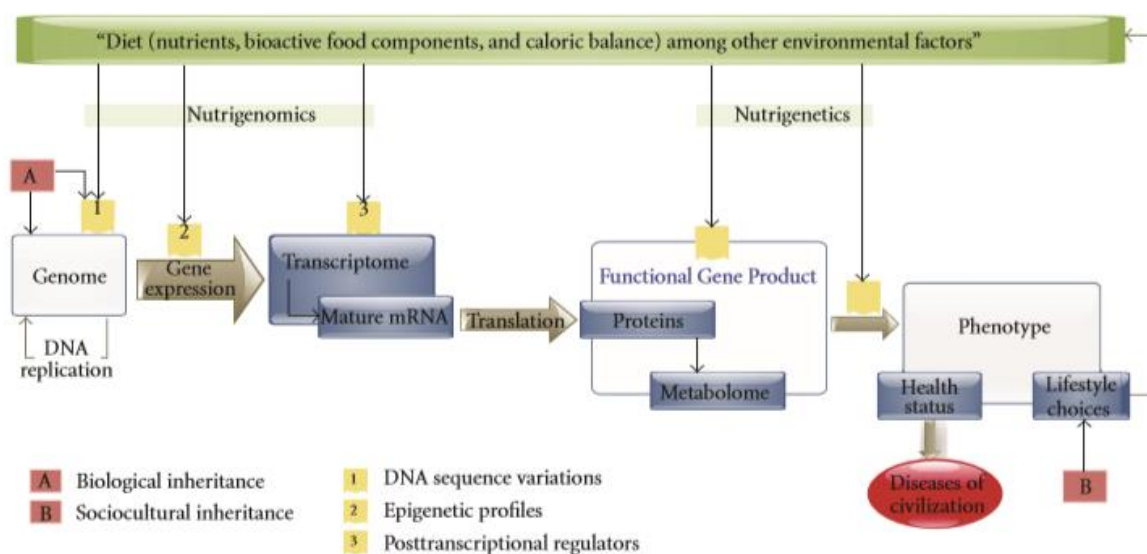 “Diet (nutrients, bioactive food components, and caloric balance) among other environmental factors”
Nutrigenomics
Nutrigenetics
A
1
2
3
Genome
Gene
expression
Transcriptome
Mature mRNA
Translation
Functional Gene Product
Proteins
Metabolome
Phenotype
Health
status
Lifestyle
choices
DNA
replication
Diseases of
civilization
B
A Biological inheritance
B Sociocultural inheritance
1 DNA sequence variations
2 Epigenetic profiles
3 Posttranscriptional regulators